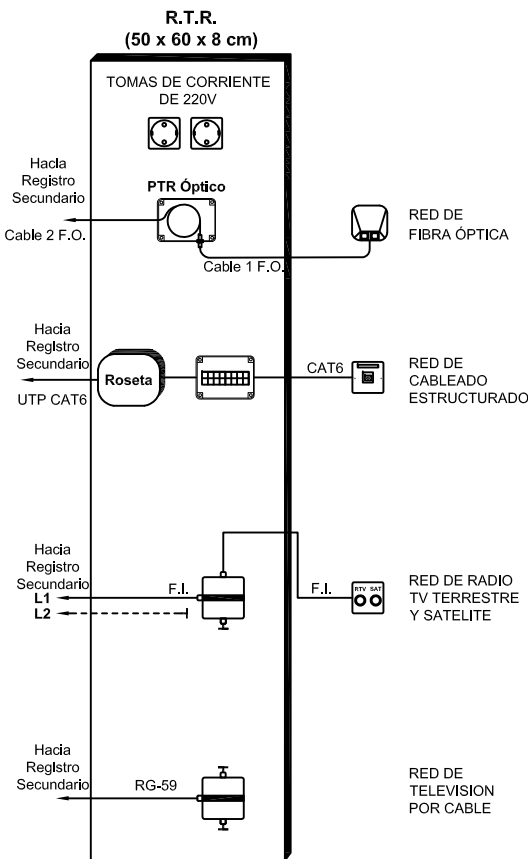 R.T.R.
(50 x 60 x 8 cm)
TOMAS DE CORRIENTE
DE 220V
Hacia
Registro
Secundario
Cable 2 F.O.
PTR Óptico
Cable 1 F.O.
RED DE
FIBRA ÓPTICA
Hacia
Registro
Secundario
UTP CAT6
Roseta
CAT6
RED DE
CABLEADO
ESTRUCTURADO
Hacia
Registro
Secundario
L1
L2
F.I.
F.I.
RTV SAT
RED DE RADIO
TV TERRESTRE
Y SATELITE
Hacia
Registro
Secundario
RG-59
RED DE
TELEVISION
POR CABLE